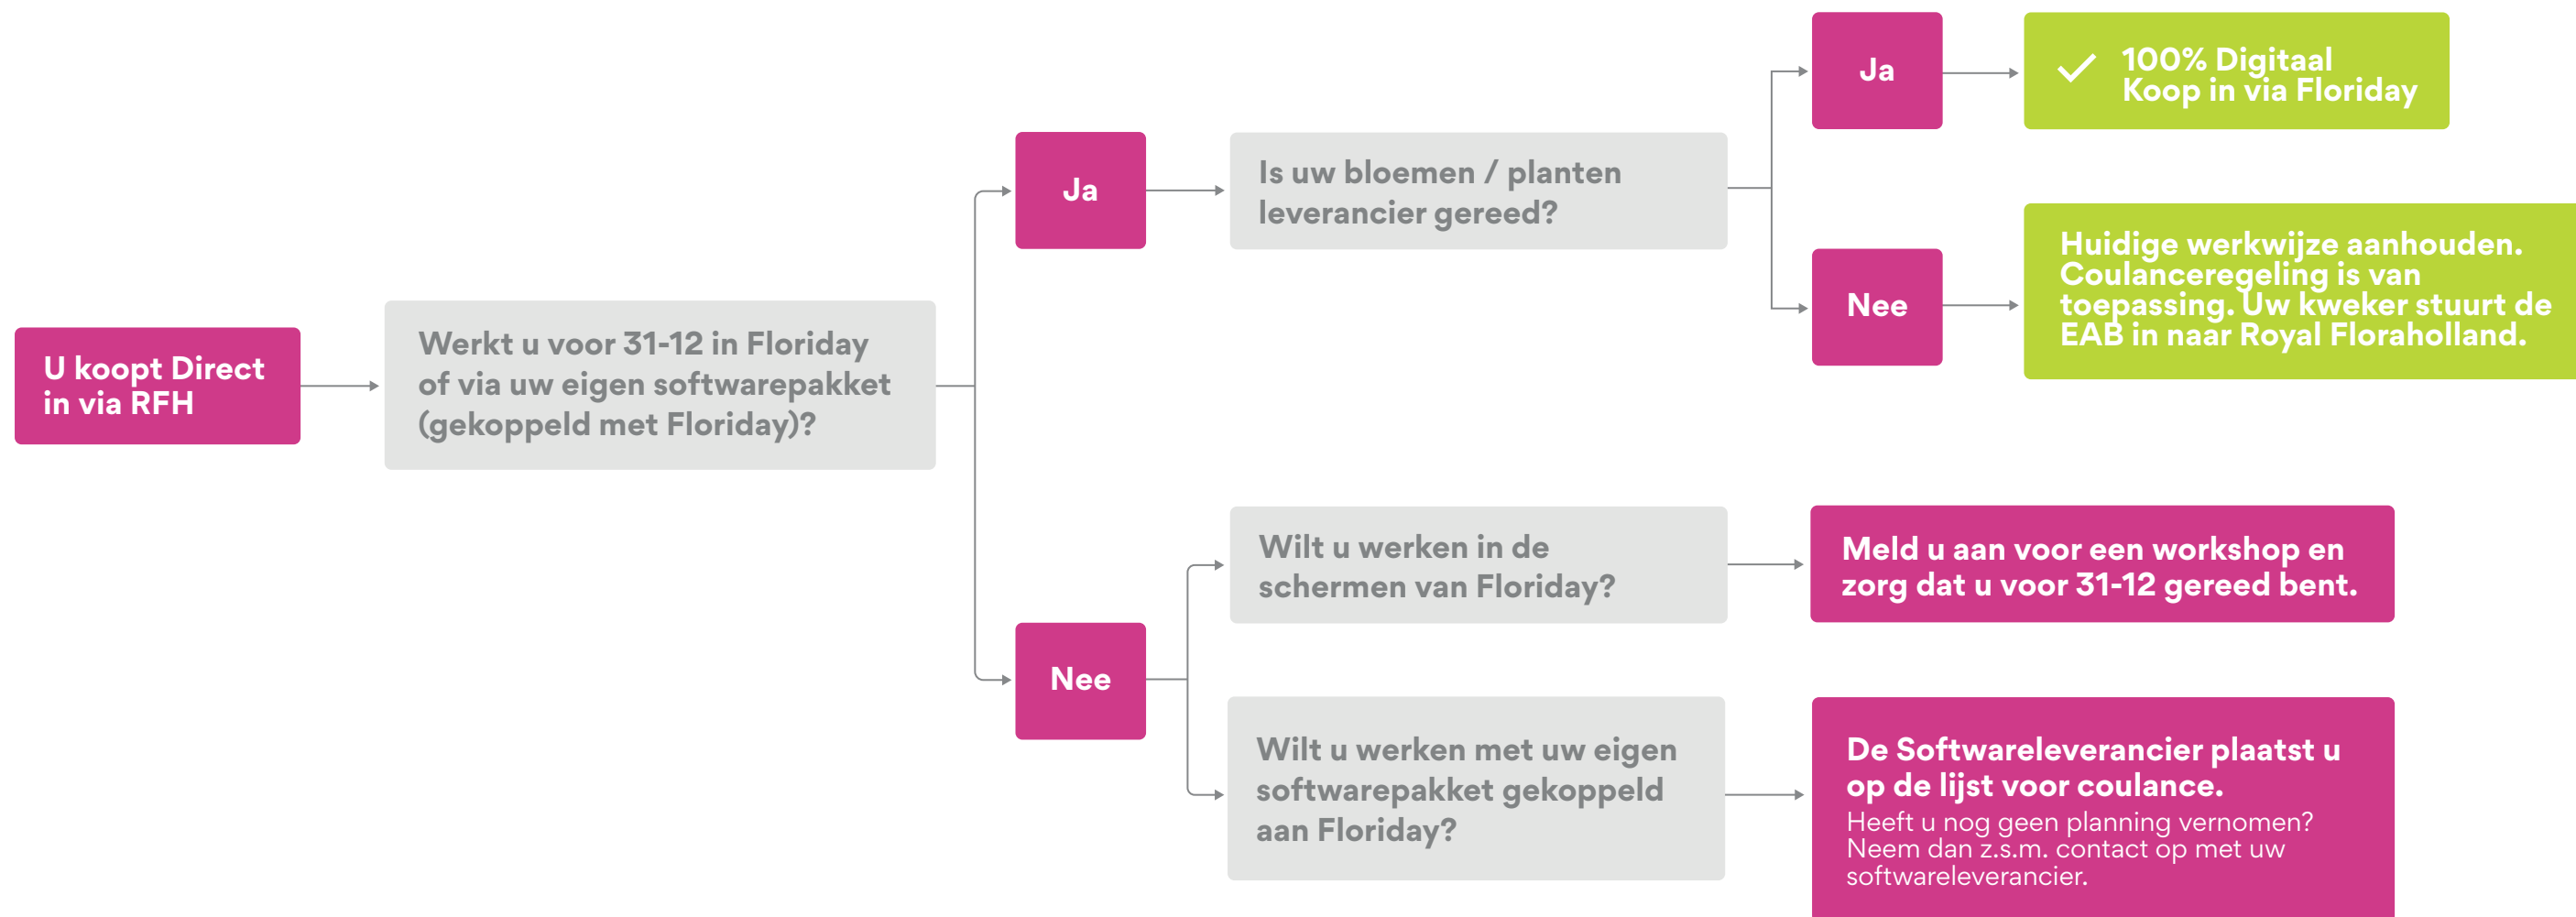 U koopt Direct
in via RFH
Werkt u voor 31-12 in Floriday
of via uw eigen softwarepakket
(gekoppeld met Floriday)?
Ja
Is uw bloemen / planten
leverancier gereed?
Ja
100% Digitaal
Koop in via Floriday
Nee
Huidige werkwijze aanhouden.
Coulanceregeling is van
toepassing. Uw kweker stuurt de
EAB in naar Royal Floraholland.
Nee
Wilt u werken in de
schermen van Floriday?
Meld u aan voor een workshop en
zorg dat u voor 31-12 gereed bent.
Wilt u werken met uw eigen
softwarepakket gekoppeld
aan Floriday?
De Softwareleverancier plaatst u
op de lijst voor coulance.
Heeft u nog geen planning vernomen?
Neem dan z.s.m. contact op met uw
softwareleverancier.